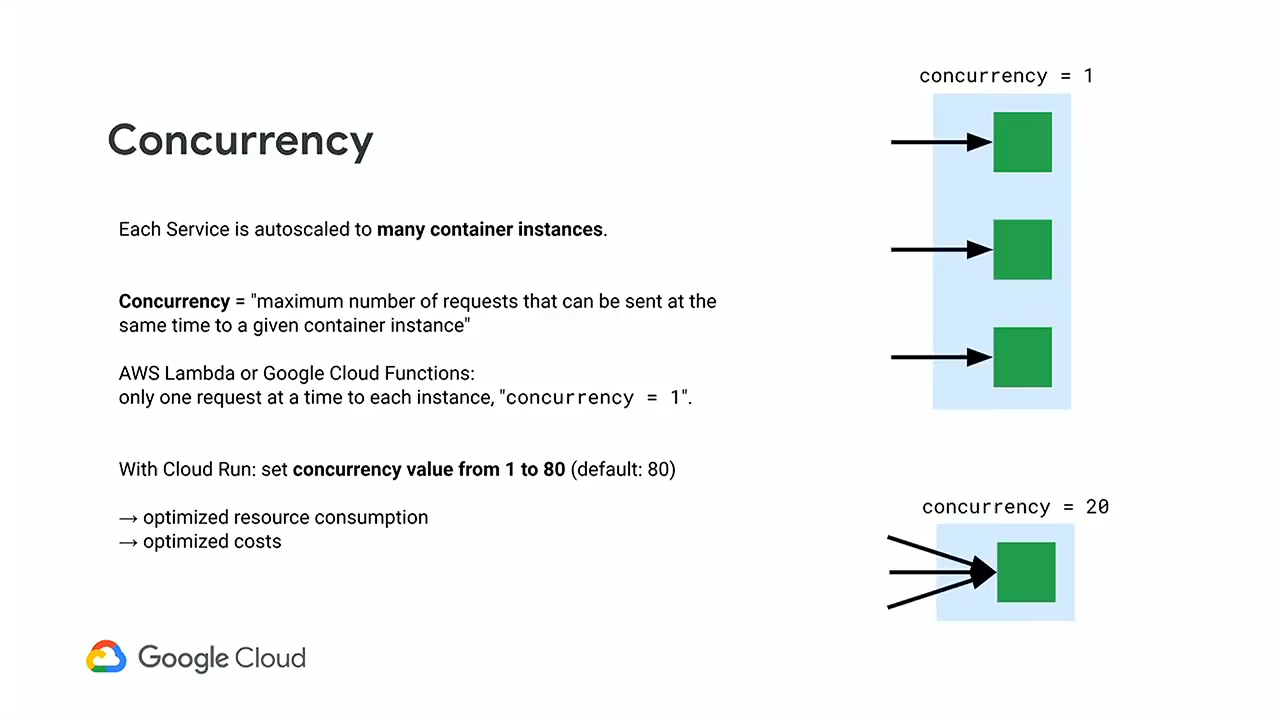 Concurrency
Each Service is autoscaled to many container instances.
Concurrency = "maximum number of requests that can be sent at the
same time to a given container instance"
AWS Lambda or Google Cloud Functions:
only one request at a time to each instance, "concurrency = 1".
With Cloud Run: set concurrency value from 1 to 80 (default: 80)
→ optimized resource consumption
→ optimized costs
concurrency = 1
concurrency = 20
Google Cloud